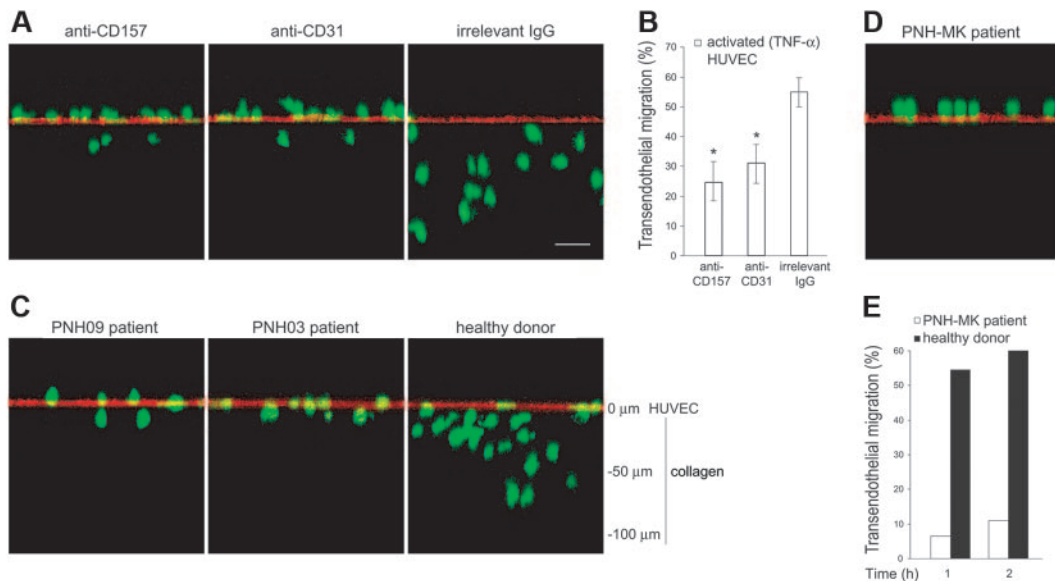 A
anti-CD157
anti-CD31
irrelevant IgG
B
Transendothelial migration (%)
activated (TNF-α)
HUVEC
70
60
50
40
30
20
10
0
*
*
anti-
CD157
anti-
CD31
irrelevant
IgG
D
PNH-MK patient
C
PNH09 patient
PNH03 patient
healthy donor
0 μm HUVEC
-50 μm
collagen
-100 μm
E
PNH-MK patient
healthy donor
Transendothelial migration (%)
60
50
40
30
20
10
0
Time (h)
1
2